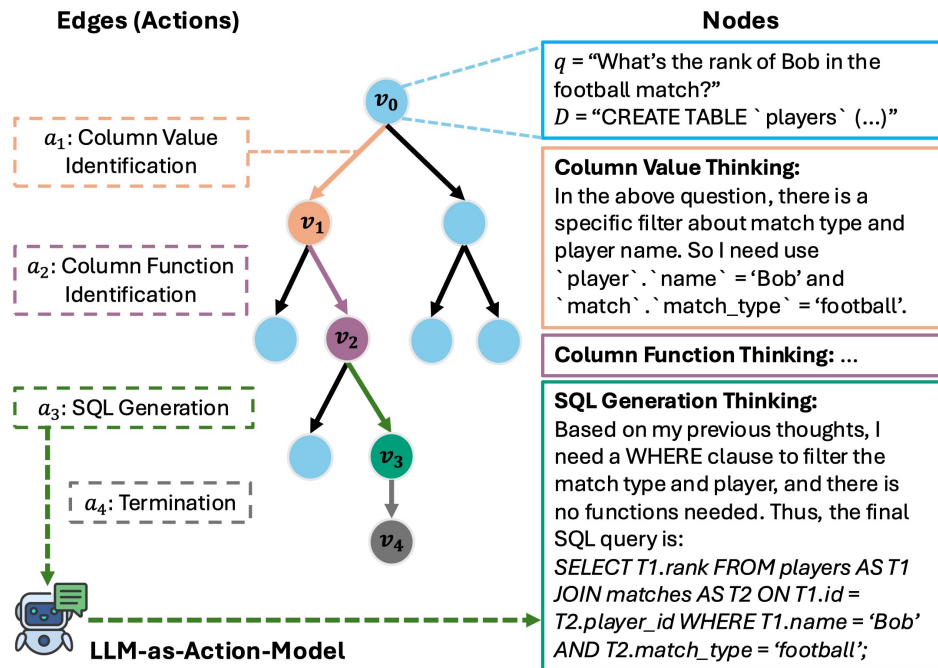 Edges (Actions)
Nodes
v₀
q = “What’s the rank of Bob in the
football match?”
D = “CREATE TABLE `players` (...)”
a₁: Column Value
Identification
Column Value Thinking:
In the above question, there is a
specific filter about match type and
player name. So I need use
`player`.`name` = ‘Bob’ and
`match`.`match_type` = ‘football’.
v₁
a₂: Column Function
Identification
v₂
Column Function Thinking: ...
a₃: SQL Generation
SQL Generation Thinking:
Based on my previous thoughts, I
need a WHERE clause to filter the
match type and player, and there is
no functions needed. Thus, the final
SQL query is:
SELECT T1.rank FROM players AS T1
JOIN matches AS T2 ON T1.id =
T2.player_id WHERE T1.name = ‘Bob’
AND T2.match_type = ‘football’;
v₃
a₄: Termination
v₄
LLM-as-Action-Model